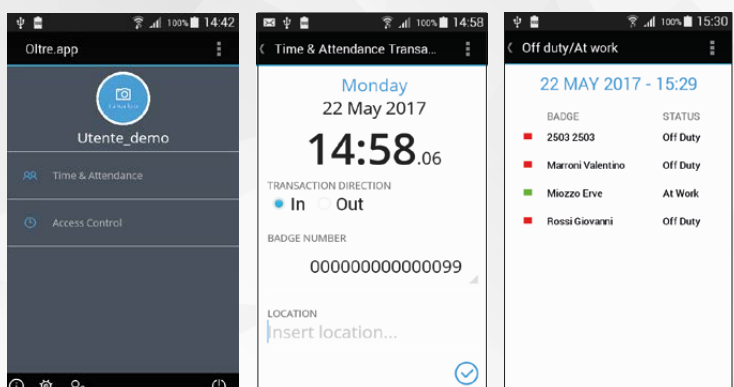 100% 14:42
Oltre.app
Utente_demo
Time & Attendance
Access Control
100% 14:58
Time & Attendance Transa...
Monday
22 May 2017
14:58.06
TRANSACTION DIRECTION
In Out
BADGE NUMBER
000000000000099
LOCATION
Insert location...
100% 15:30
Off duty/At work
22 MAY 2017 - 15:29
BADGE STATUS
2503 2503 Off Duty
Marroni Valentino Off Duty
Miozzo Erve At Work
Rossi Giovanni Off Duty